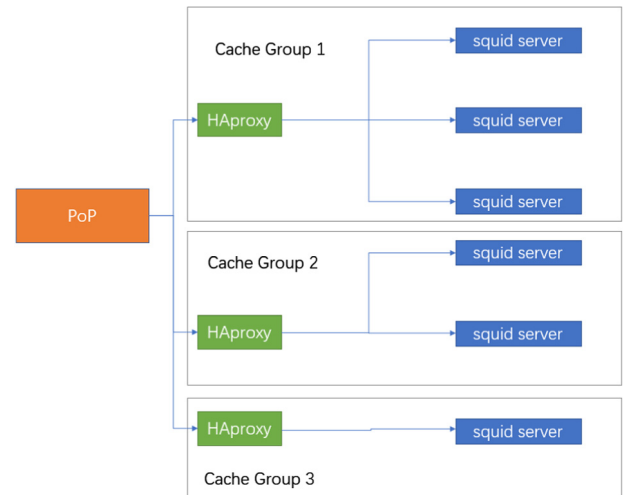 Cache Group 1
squid server
HAproxy
squid server
squid server
PoP
Cache Group 2
squid server
HAproxy
squid server
HAproxy
squid server
Cache Group 3